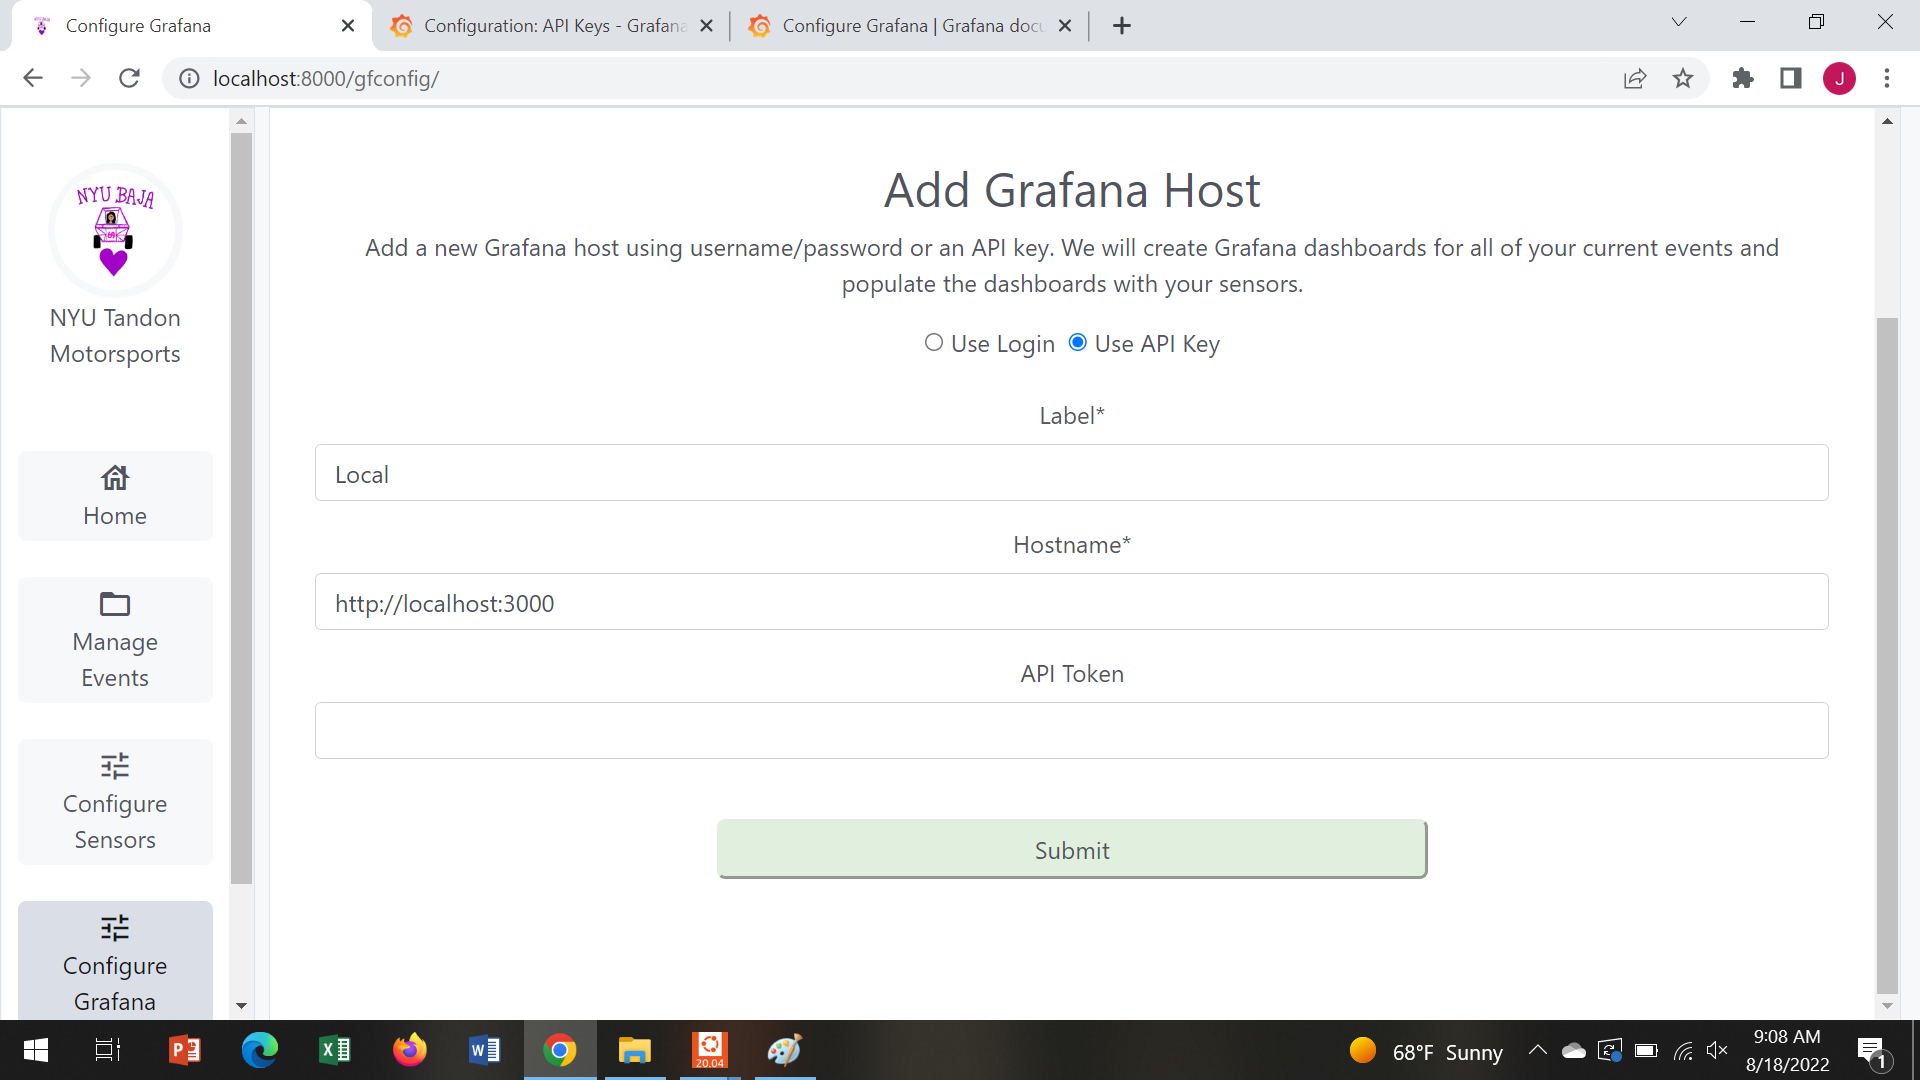 Configure Grafana
Configuration: API Keys - Grafana
Configure Grafana | Grafana docu
localhost:8000/gfconfig/
J
NYU BAJA
NYU Tandon
Motorsports
Home
Manage
Events
Configure
Sensors
Configure
Grafana
Add Grafana Host
Add a new Grafana host using username/password or an API key. We will create Grafana dashboards for all of your current events and
populate the dashboards with your sensors.
Use Login Use API Key
Label*
Local
Hostname*
http://localhost:3000
API Token
Submit
20.04
68°F Sunny
9:08 AM
8/18/2022
1